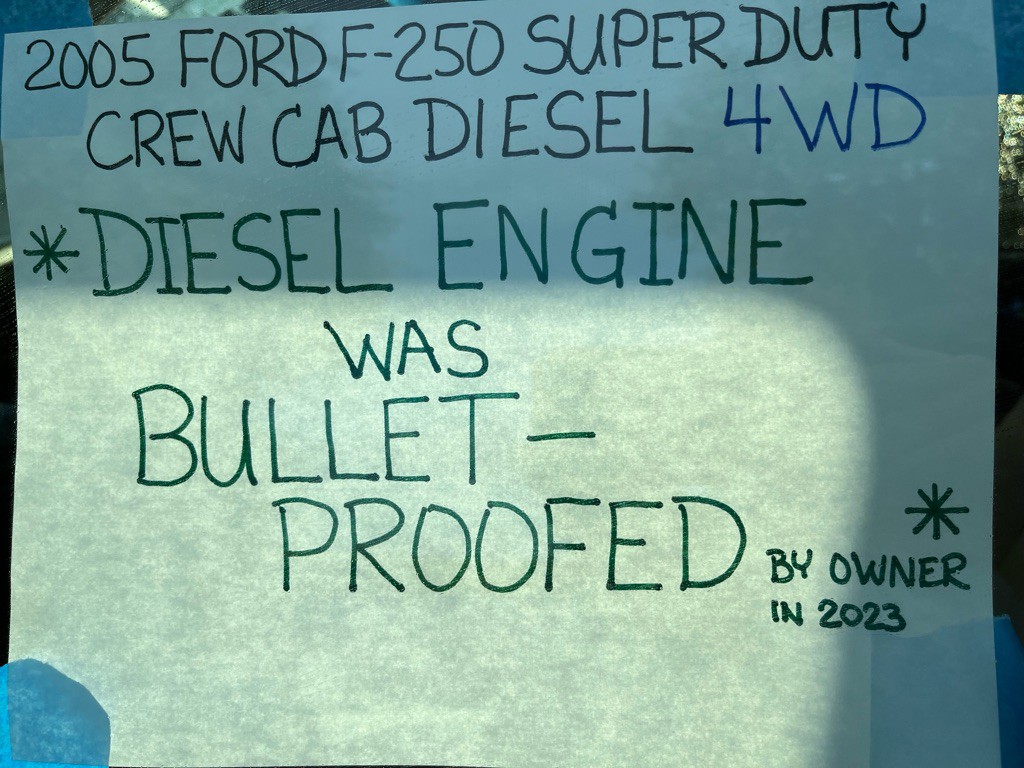 2005 FORD F-250 SUPER DUTY
CREW CAB DIESEL 4WD
*DIESEL ENGINE
WAS
BULLET-
PROOFED*
BY OWNER
IN 2023